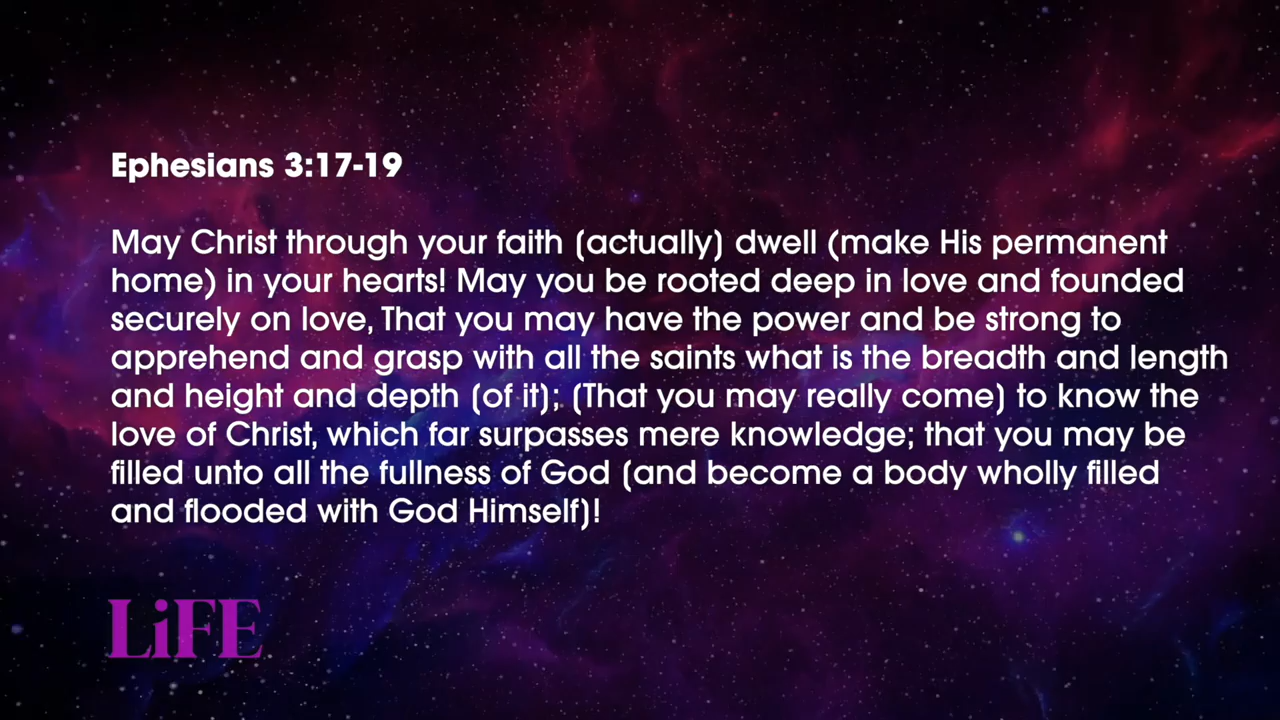 Ephesians 3:17-19
May Christ through your faith (actually) dwell (make His permanent
home) in your hearts! May you be rooted deep in love and founded
securely on love, That you may have the power and be strong to
apprehend and grasp with all the saints what is the breadth and length
and height and depth (of it); (That you may really come) to know the
love of Christ, which far surpasses mere knowledge; that you may be
filled unto all the fullness of God (and become a body wholly filled
and flooded with God Himself)!
LiFE